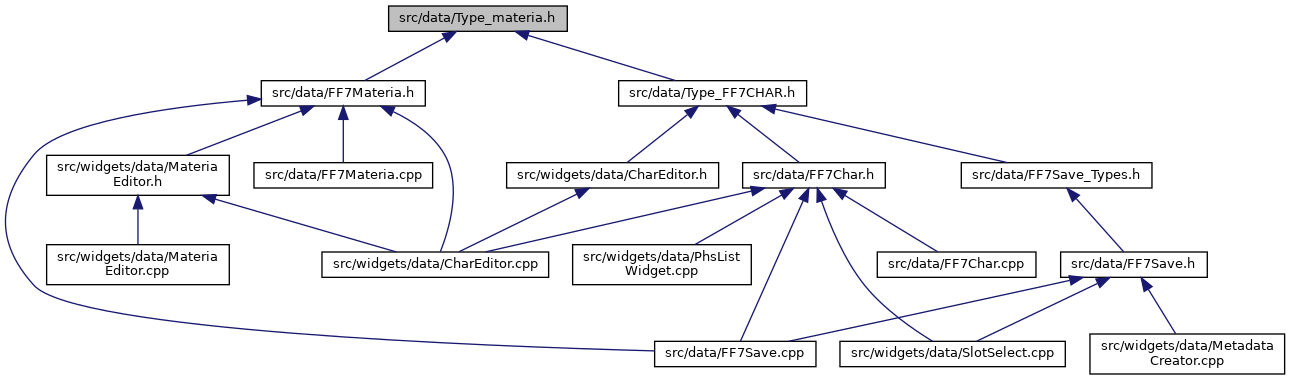 src/data/Type_materia.h
src/data/FF7Materia.h
src/data/Type_FF7CHAR.h
src/widgets/data/Materia
Editor.h
src/data/FF7Materia.cpp
src/widgets/data/CharEditor.h
src/data/FF7Char.h
src/data/FF7Save_Types.h
src/widgets/data/Materia
Editor.cpp
src/widgets/data/CharEditor.cpp
src/widgets/data/PhsList
Widget.cpp
src/data/FF7Char.cpp
src/data/FF7Save.h
src/data/FF7Save.cpp
src/widgets/data/SlotSelect.cpp
src/widgets/data/Metadata
Creator.cpp